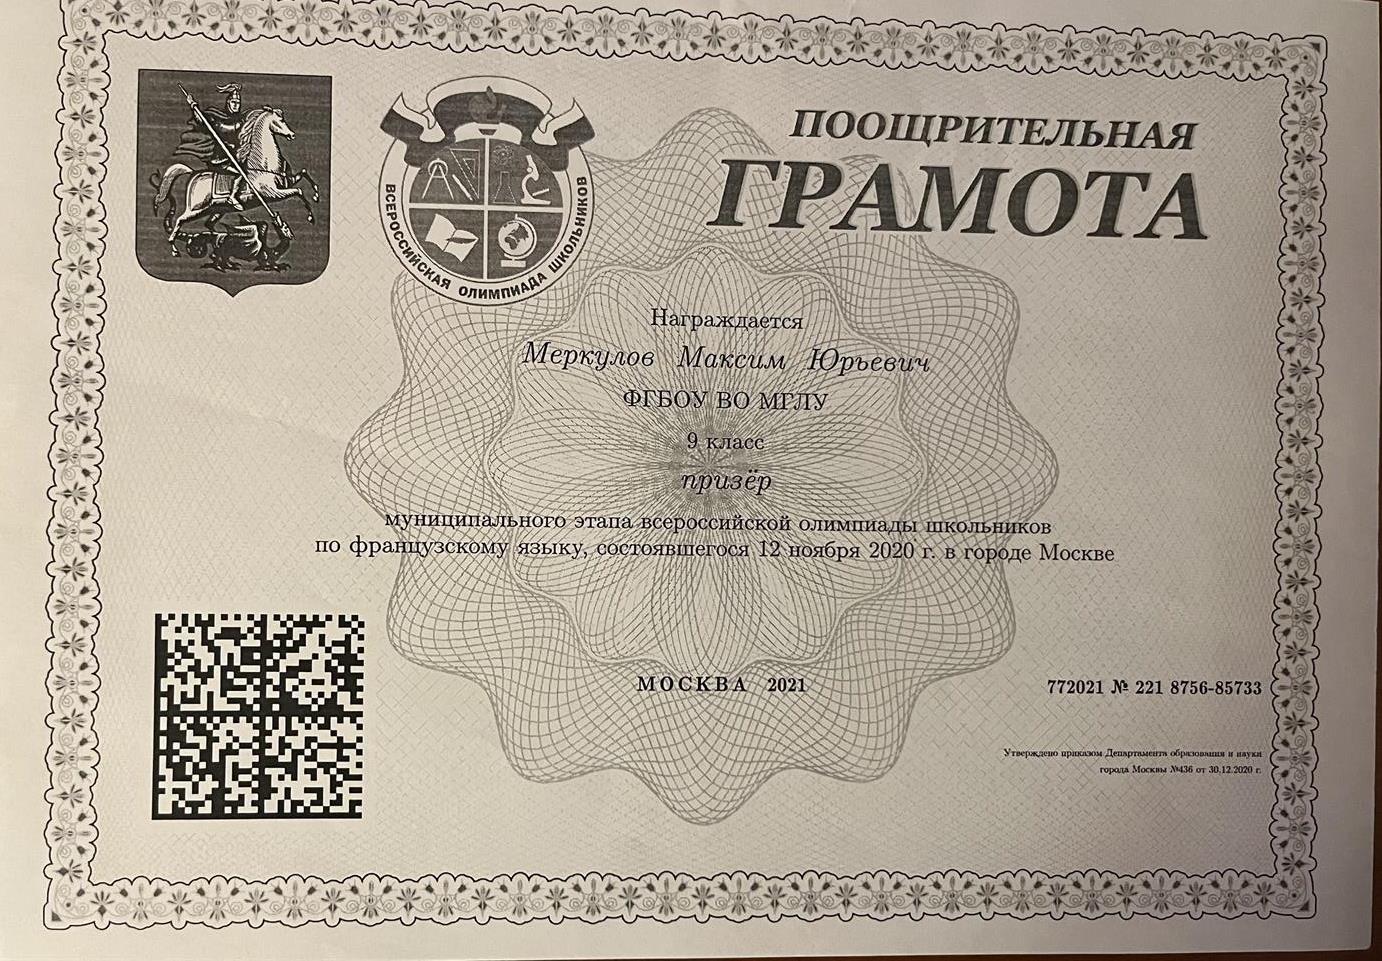 ВСЕРОССИЙСКАЯ ОЛИМПИАДА ШКОЛЬНИКОВ
ПООЩРИТЕЛЬНАЯ
ГРАМОТА
Награждается
Меркулов Максим Юрьевич
ФГБОУ ВО МГЛУ
9 класс
призёр
муниципального этапа всероссийской олимпиады школьников
по французскому языку, состоявшегося 12 ноября 2020 г. в городе Москве
МОСКВА 2021
772021 № 221 8756-85733
Утверждено приказом Департамента образования и науки
города Москвы №436 от 30.12.2020 г.